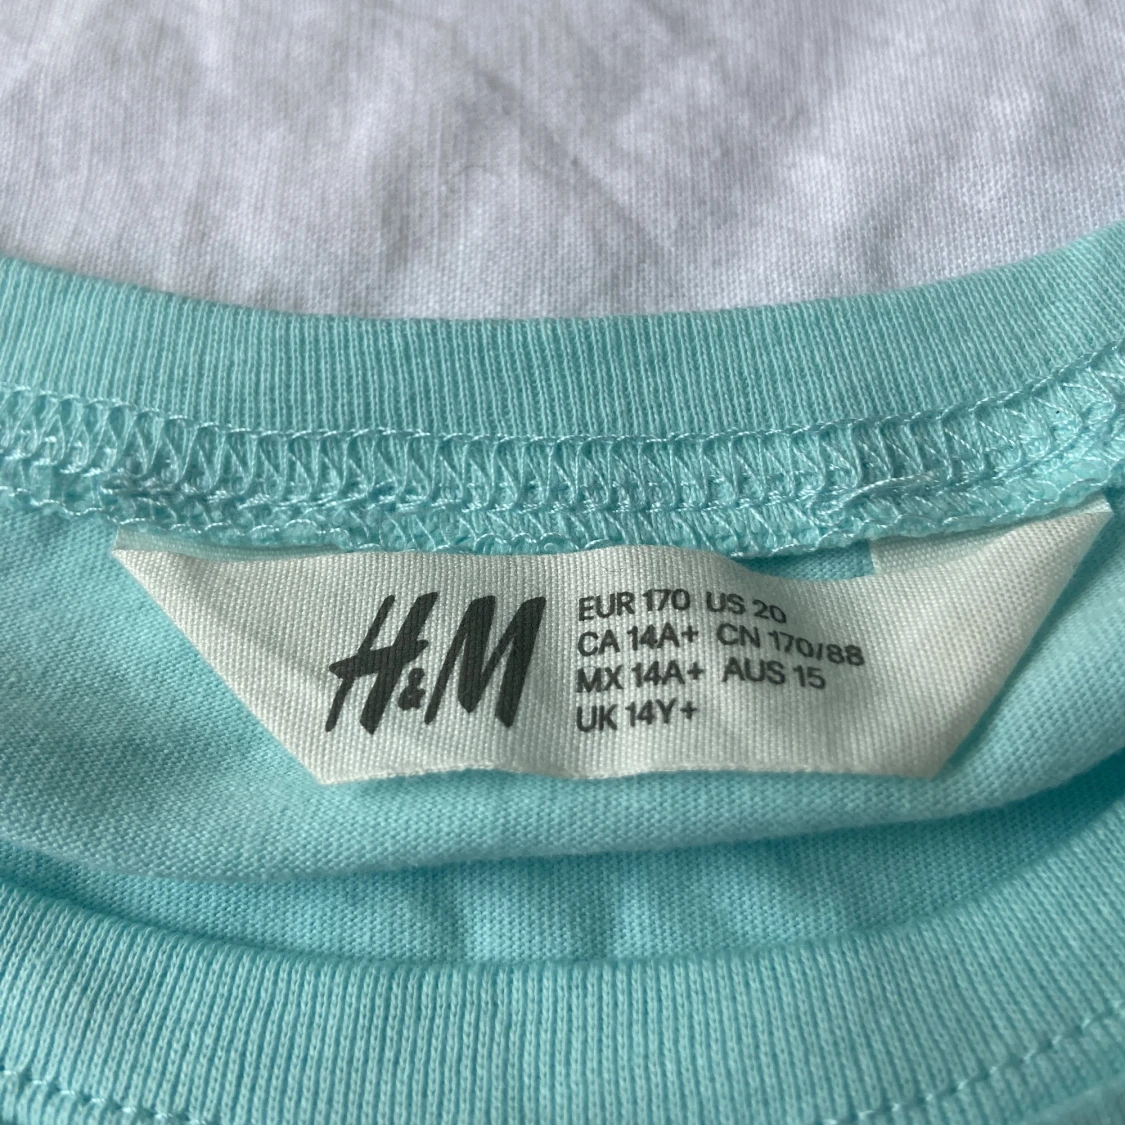 H&M
EUR 170 US 20
CA 14A+ CN 170/88
MX 14A+ AUS 15
UK 14Y+